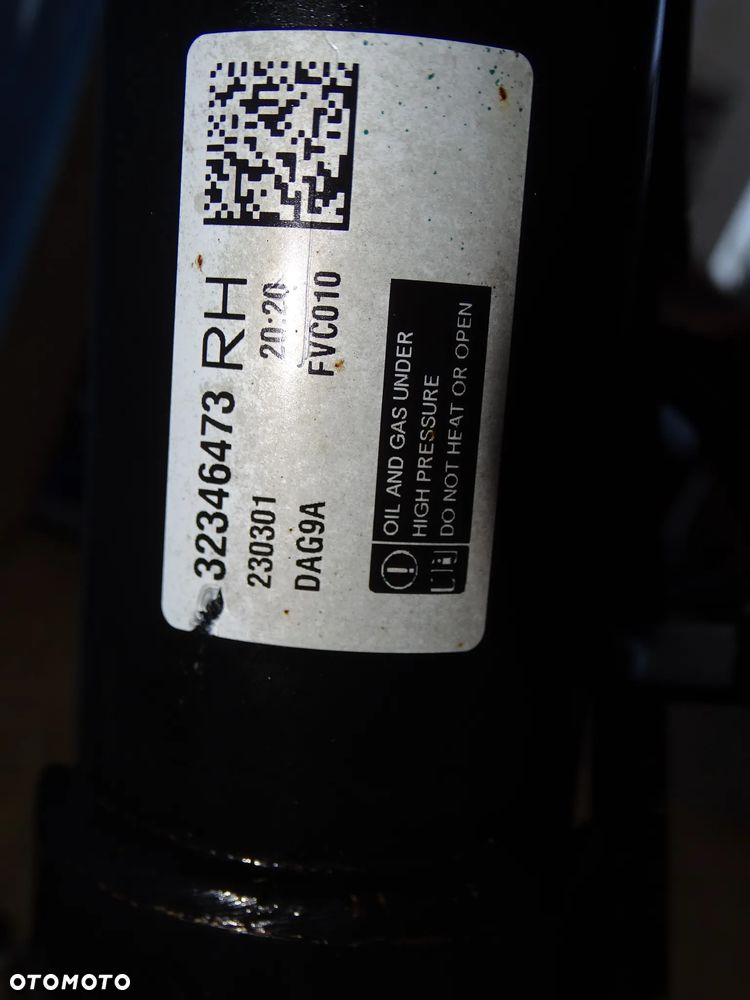 32346473 RH
230301 20:20
DAG9A FVC010
OIL AND GAS UNDER
HIGH PRESSURE
DO NOT HEAT OR OPEN
OTOMOTO